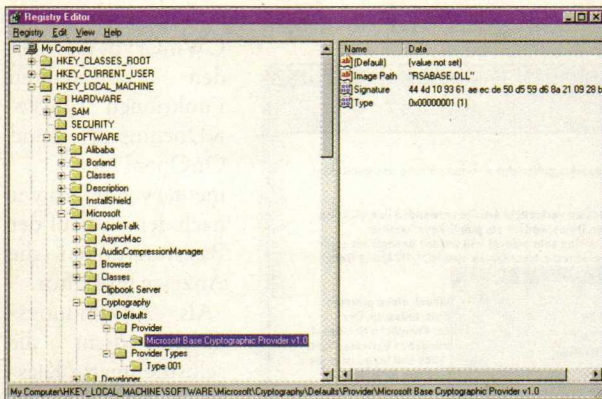 Registry Editor
Registry Edit View Help
My Computer
HKEY_CLASSES_ROOT
HKEY_CURRENT_USER
HKEY_LOCAL_MACHINE
HARDWARE
SAM
SECURITY
SOFTWARE
Alibaba
Borland
Classes
Description
InstallShield
Microsoft
AppleTalk
AsyncMac
AudioCompressionManager
Browser
Classes
Clipbook Server
Cryptography
Defaults
Provider
Microsoft Base Cryptographic Provider v1.0
Provider Types
Type 001
Developer
Name Data
(Default) (value not set)
Image Path "RSABASE.DLL"
Signature 44 4d 10 93 61 ae ec de 50 d5 59 d6 8a 21 09 28 b
Type 0x00000001 (1)
My Computer\HKEY_LOCAL_MACHINE\SOFTWARE\Microsoft\Cryptography\Defaults\Provider\Microsoft Base Cryptographic Provider v1.0